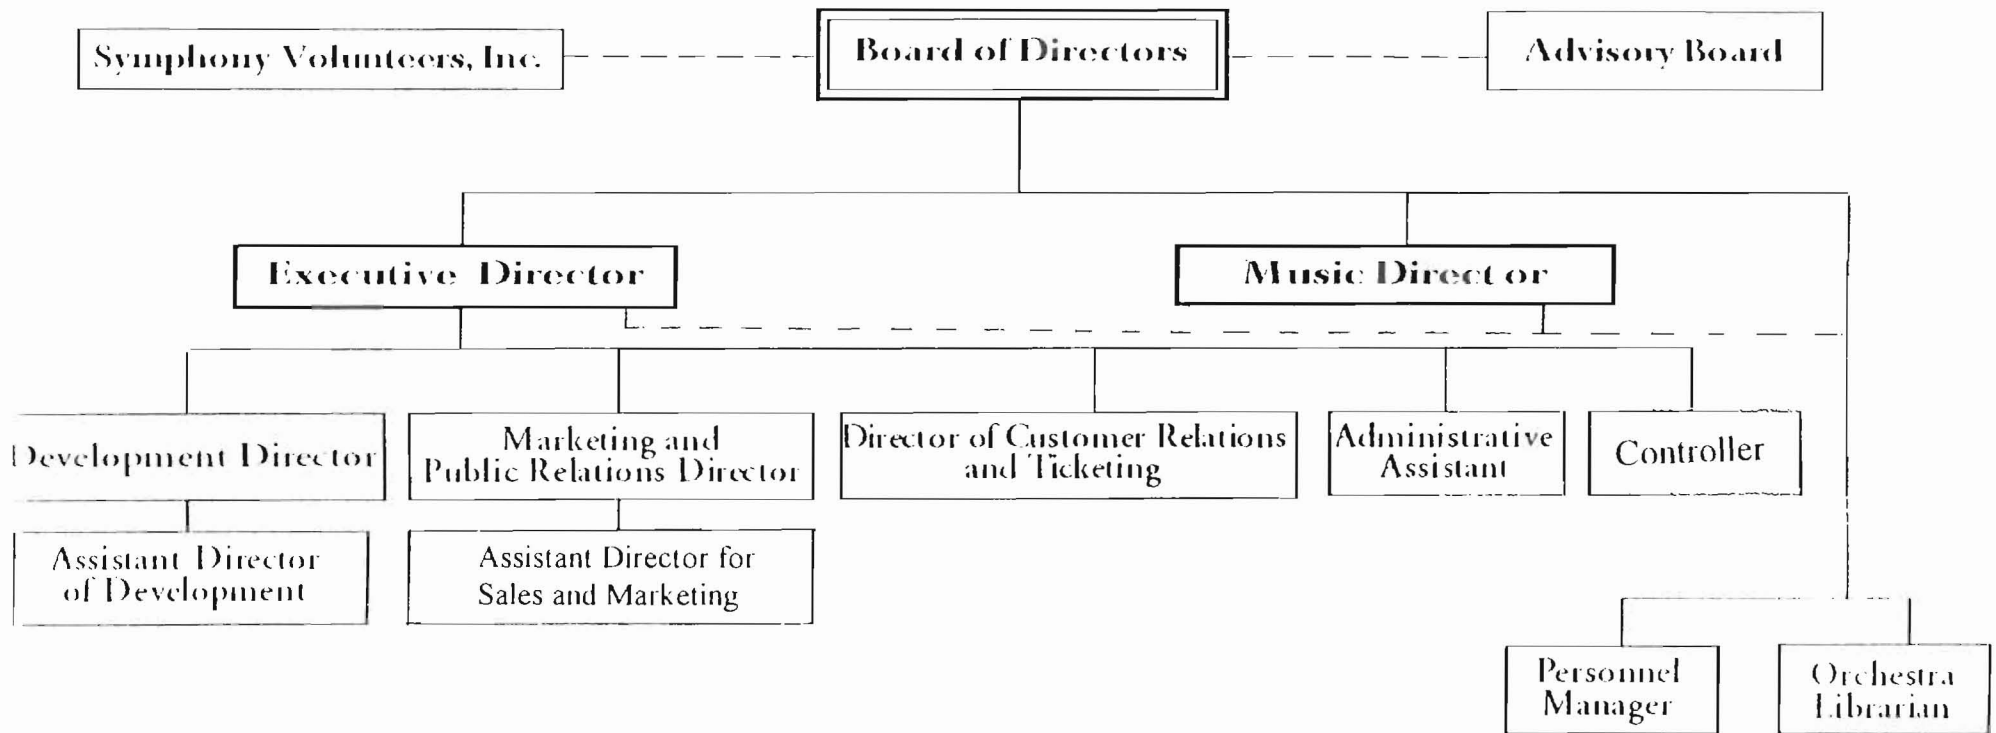 Symphony Volunteers, Inc.
Board of Directors
Advisory Board
Executive Director
Music Director
Development Director
Marketing and
Public Relations Director
Director of Customer Relations
and Ticketing
Administrative
Assistant
Controller
Assistant Director
of Development
Assistant Director for
Sales and Marketing
Personnel
Manager
Orchestra
Librarian